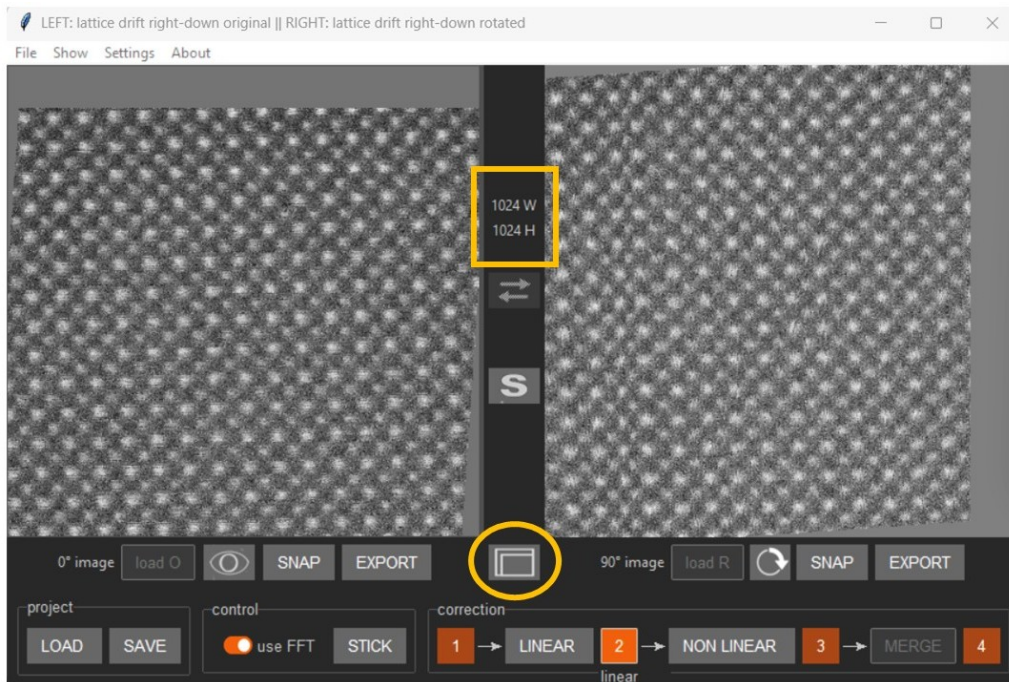 LEFT: lattice drift right-down original || RIGHT: lattice drift right-down rotated
File Show Settings About
1024 W
1024 H
S
0° image load O SNAP EXPORT 90° image load R SNAP EXPORT
project control correction
LOAD SAVE use FFT STICK 1 LINEAR 2 NON LINEAR 3 MERGE 4
linear